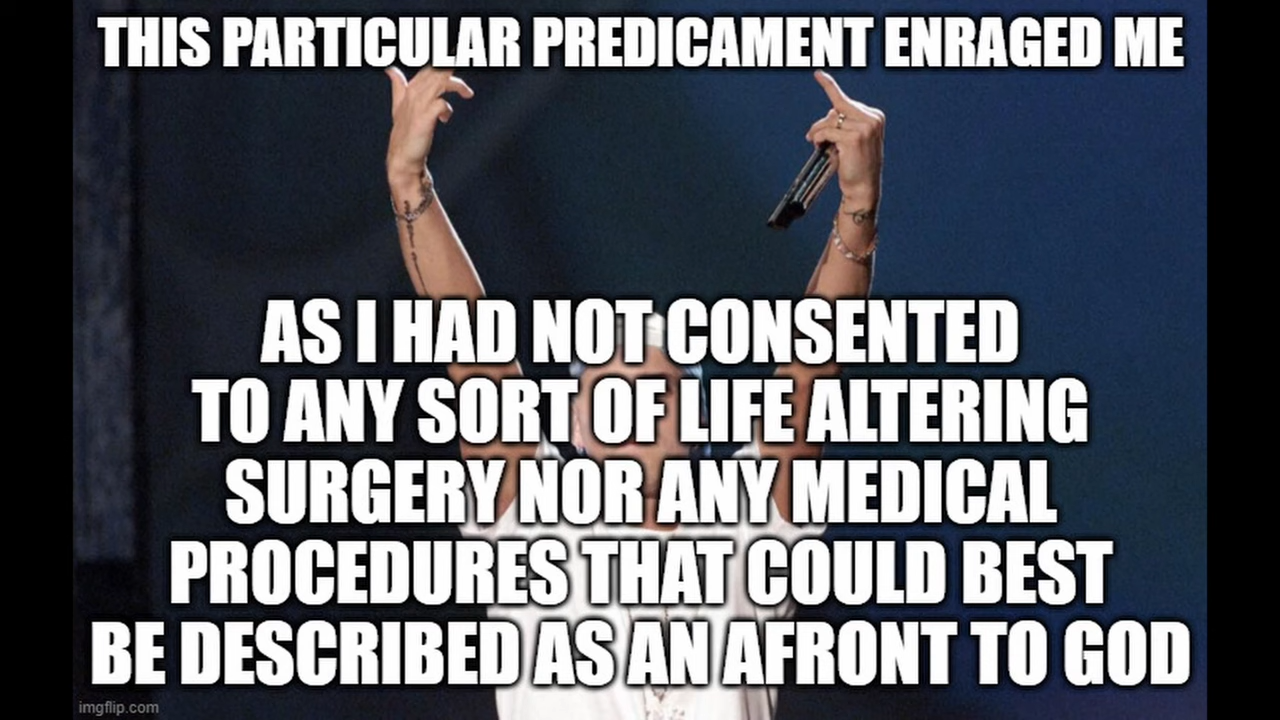 THIS PARTICULAR PREDICAMENT ENRAGED ME
AS I HAD NOT CONSENTED
TO ANY SORT OF LIFE ALTERING
SURGERY NOR ANY MEDICAL
PROCEDURES THAT COULD BEST
BE DESCRIBED AS AN AFRONT TO GOD
imgflip.com